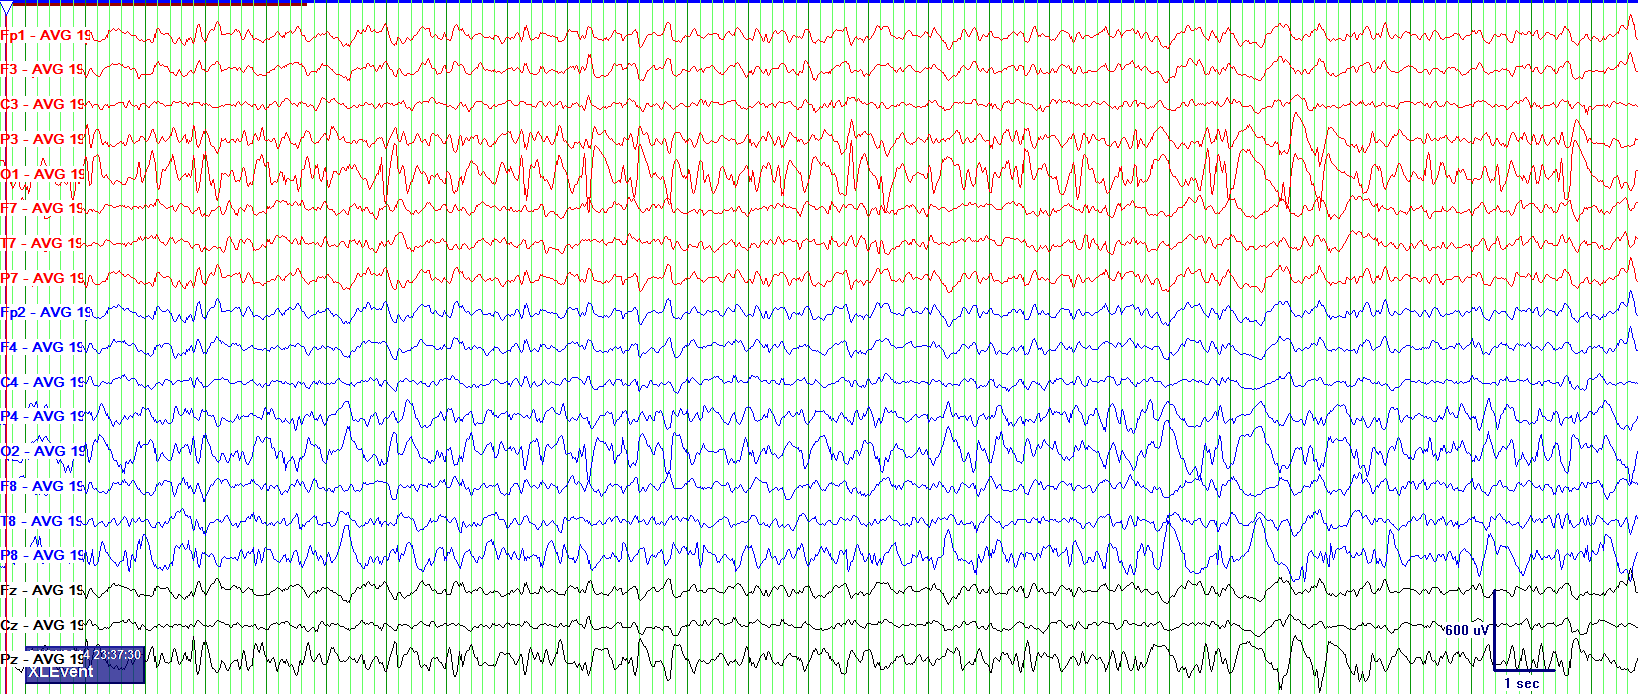 Fp1 - AVG 19
F3 - AVG 19
C3 - AVG 19
P3 - AVG 19
O1 - AVG 19
F7 - AVG 19
T7 - AVG 19
P7 - AVG 19
Fp2 - AVG 19
F4 - AVG 19
C4 - AVG 19
P4 - AVG 19
O2 - AVG 19
F8 - AVG 19
T8 - AVG 19
P8 - AVG 19
Fz - AVG 19
Cz - AVG 19
600 uV
Pz - AVG 19
4 23:37:30
XLEvent
1 sec